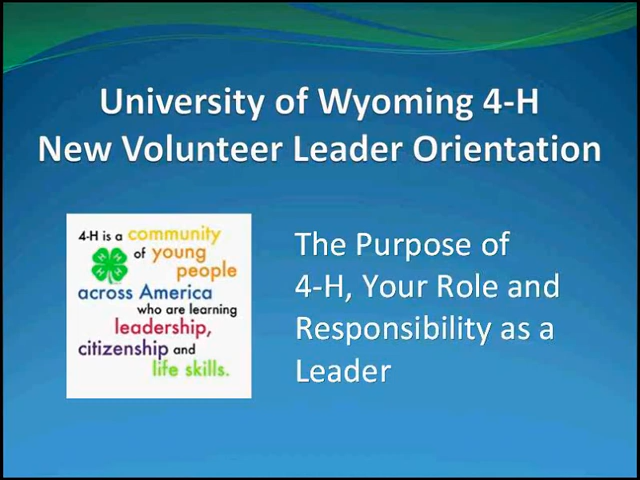 University of Wyoming 4-H
New Volunteer Leader Orientation
4-H is a community
of young
people
across America
who are learning
leadership,
citizenship and
life skills.
The Purpose of
4-H, Your Role and
Responsibility as a
Leader